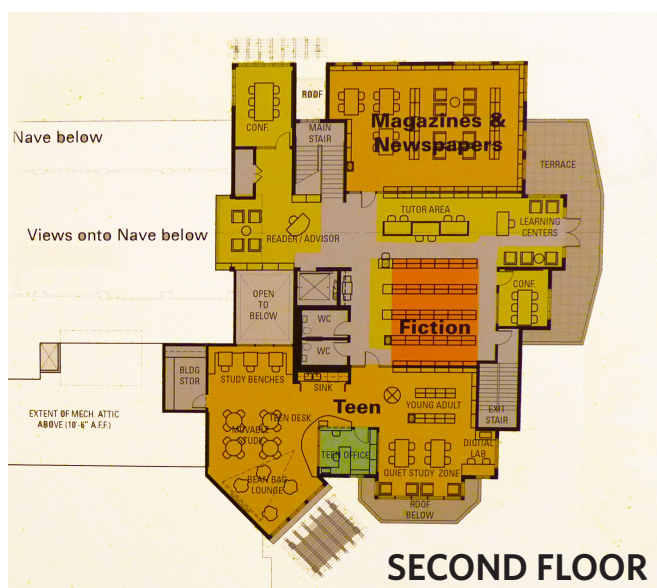 ROOF
CONF.
MAIN
STAIR
Magazines &
Newspapers
Nave below
TERRACE
TUTOR AREA
LEARNING
CENTERS
Views onto Nave below
READER / ADVISOR
OPEN
TO
BELOW
CONF.
WC
Fiction
WC
BLDG
STOR
STUDY BENCHES
SINK
Teen
YOUNG ADULT
EXIT
STAIR
EXTENT OF MECH. ATTIC
ABOVE (10'-6" A.F.F.)
TEEN DESK
MOVABLE
STUDY
DIGITAL
LAB
TEEN OFFICE
QUIET STUDY ZONE
BEAN BAG
LOUNGE
ROOF
BELOW
SECOND FLOOR